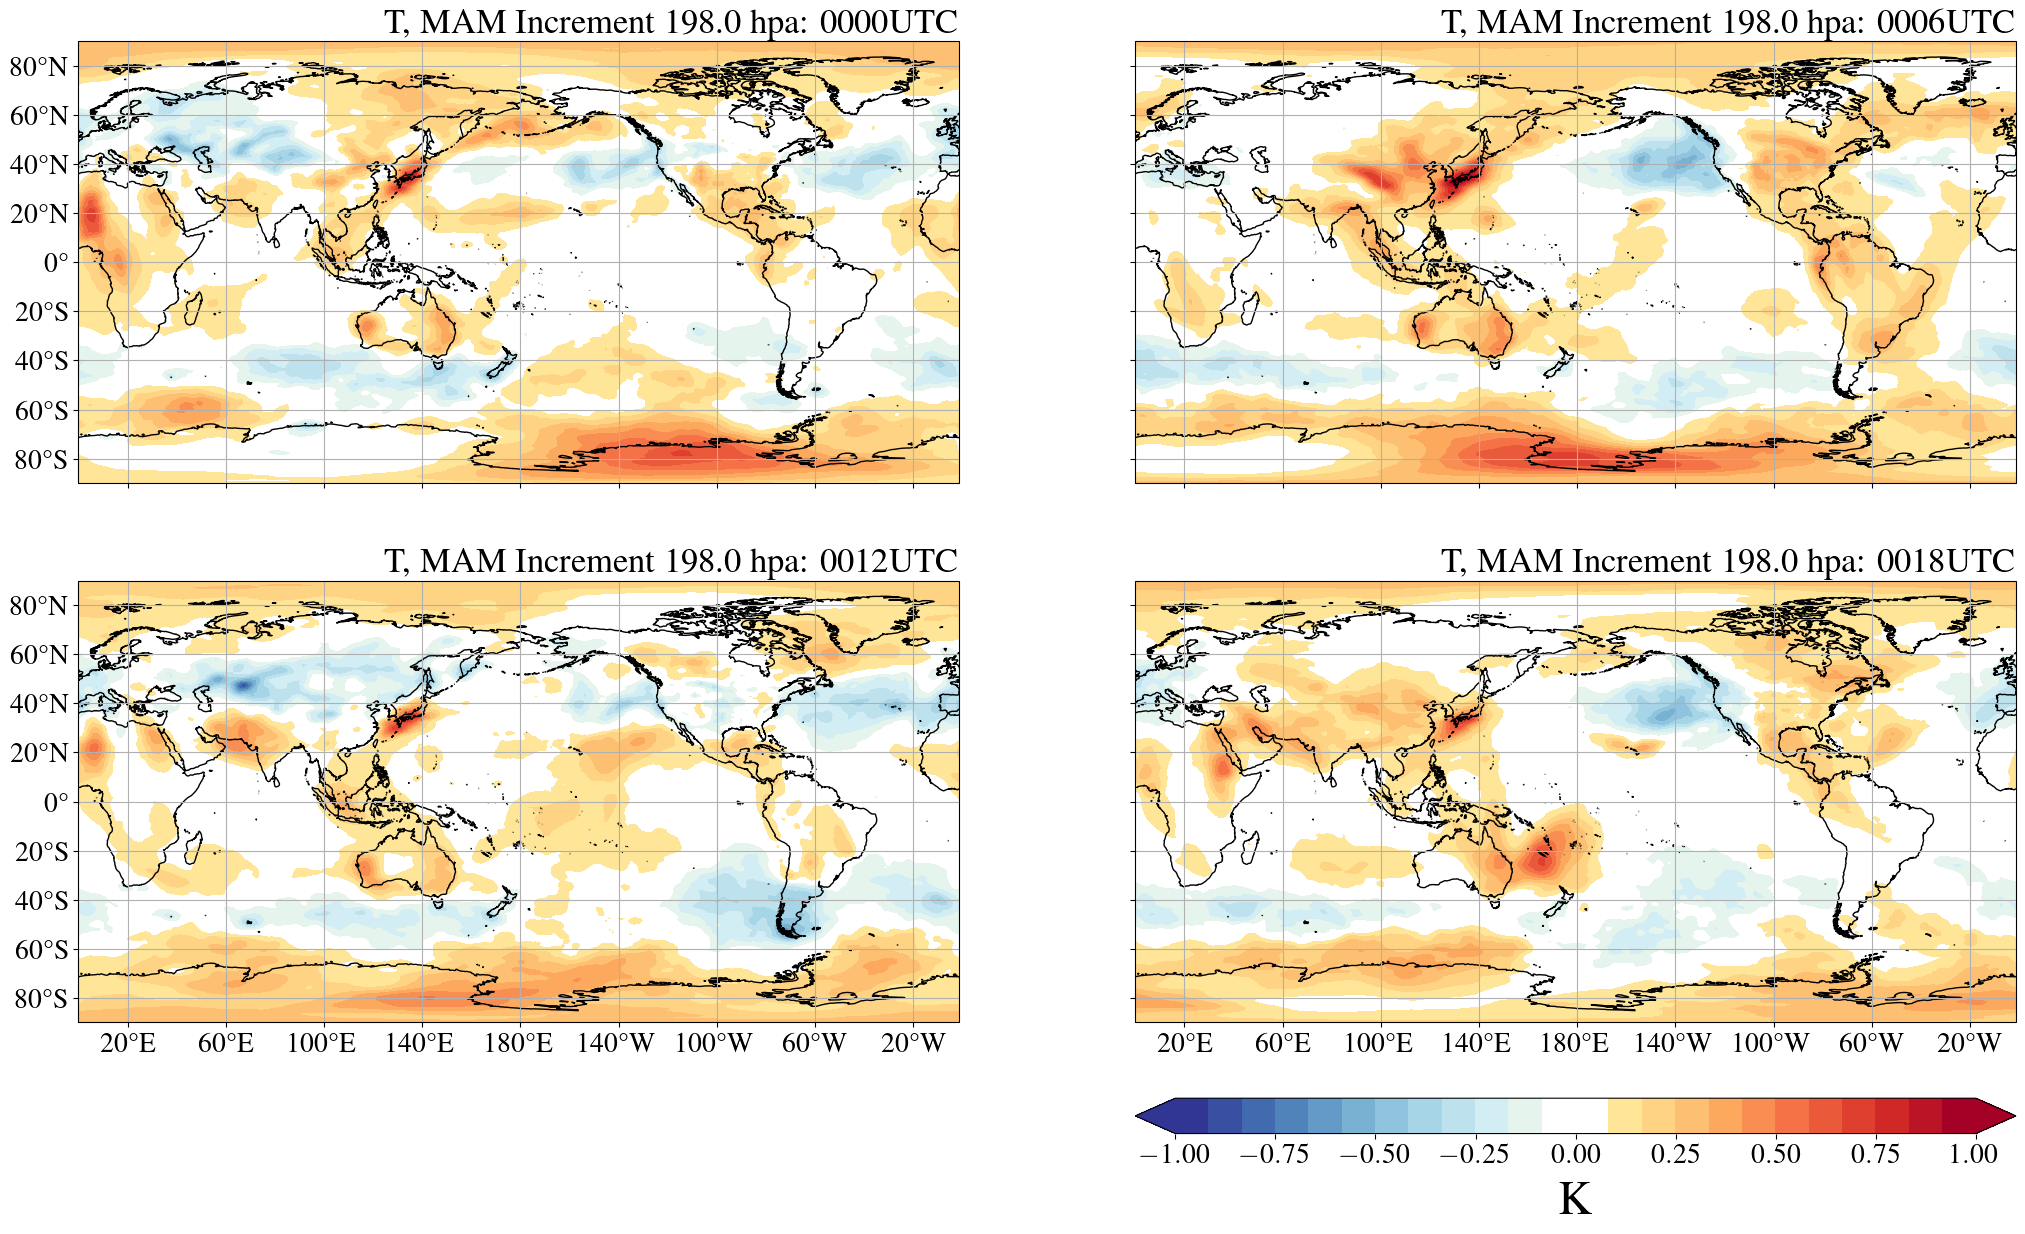 T, MAM Increment 198.0 hpa: 0000UTC
80°N
60°N
40°N
20°N
0°
20°S
40°S
60°S
80°S
T, MAM Increment 198.0 hpa: 0006UTC
T, MAM Increment 198.0 hpa: 0012UTC
80°N
60°N
40°N
20°N
0°
20°S
40°S
60°S
80°S
20°E 60°E 100°E 140°E 180°E 140°W 100°W 60°W 20°W
T, MAM Increment 198.0 hpa: 0018UTC
20°E 60°E 100°E 140°E 180°E 140°W 100°W 60°W 20°W
−1.00 −0.75 −0.50 −0.25 0.00 0.25 0.50 0.75 1.00
K